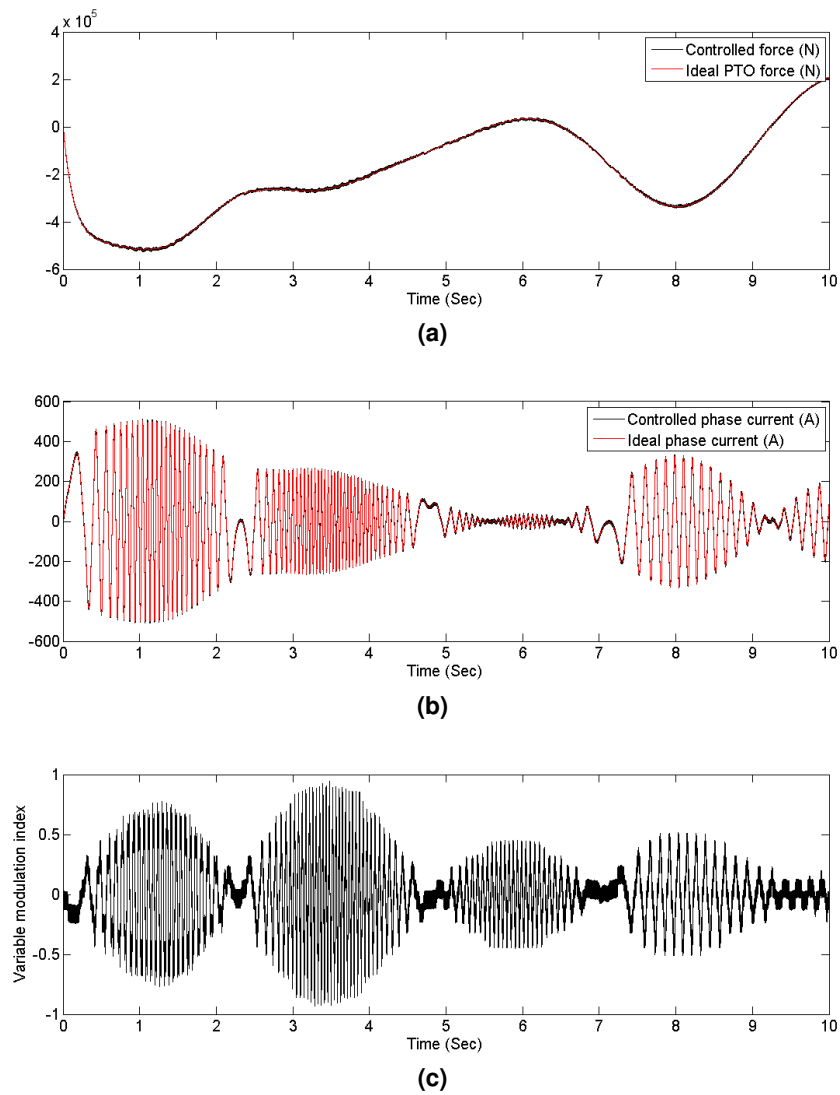 x 10⁵
4
2
0
-2
-4
-6
Controlled force (N)
Ideal PTO force (N)
0 1 2 3 4 5 6 7 8 9 10
Time (Sec)
(a)
600
400
200
0
-200
-400
-600
Controlled phase current (A)
Ideal phase current (A)
0 1 2 3 4 5 6 7 8 9 10
Time (Sec)
(b)
Variable modulation index
1
0.5
0
-0.5
-1
0 1 2 3 4 5 6 7 8 9 10
Time (Sec)
(c)